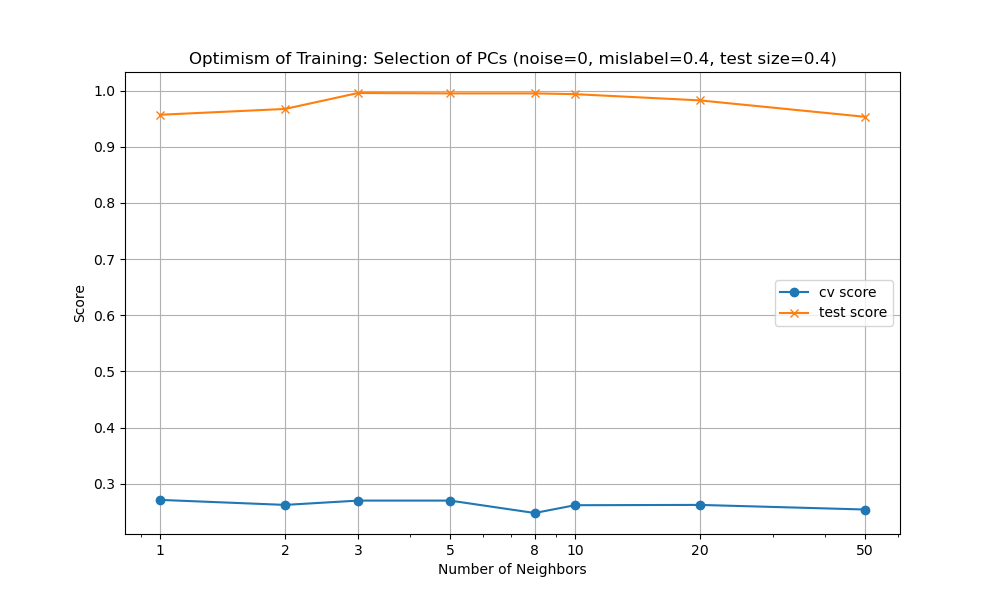 Optimism of Training: Selection of PCs (noise=0, mislabel=0.4, test size=0.4)
1.0
0.9
0.8
0.7
0.6
0.5
0.4
0.3
Score
cv score
test score
1 2 3 5 8 10 20 50
Number of Neighbors